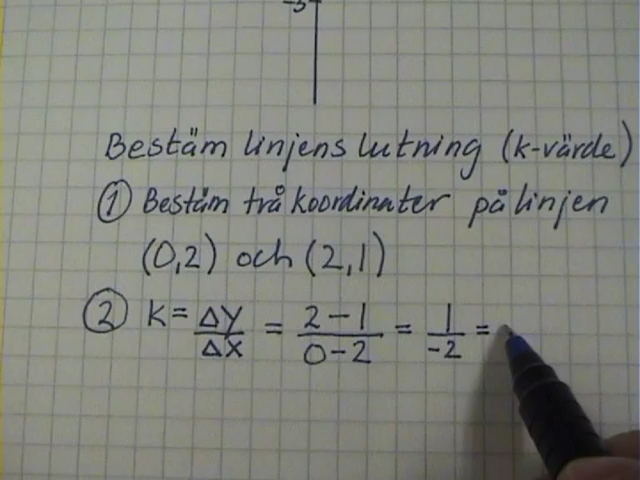 -3
Bestäm linjens lutning (k-värde)
① Bestäm två koordinater på linjen
(0,2) och (2,1)
② k = ΔY/ΔX = 2-1/0-2 = 1/-2 =